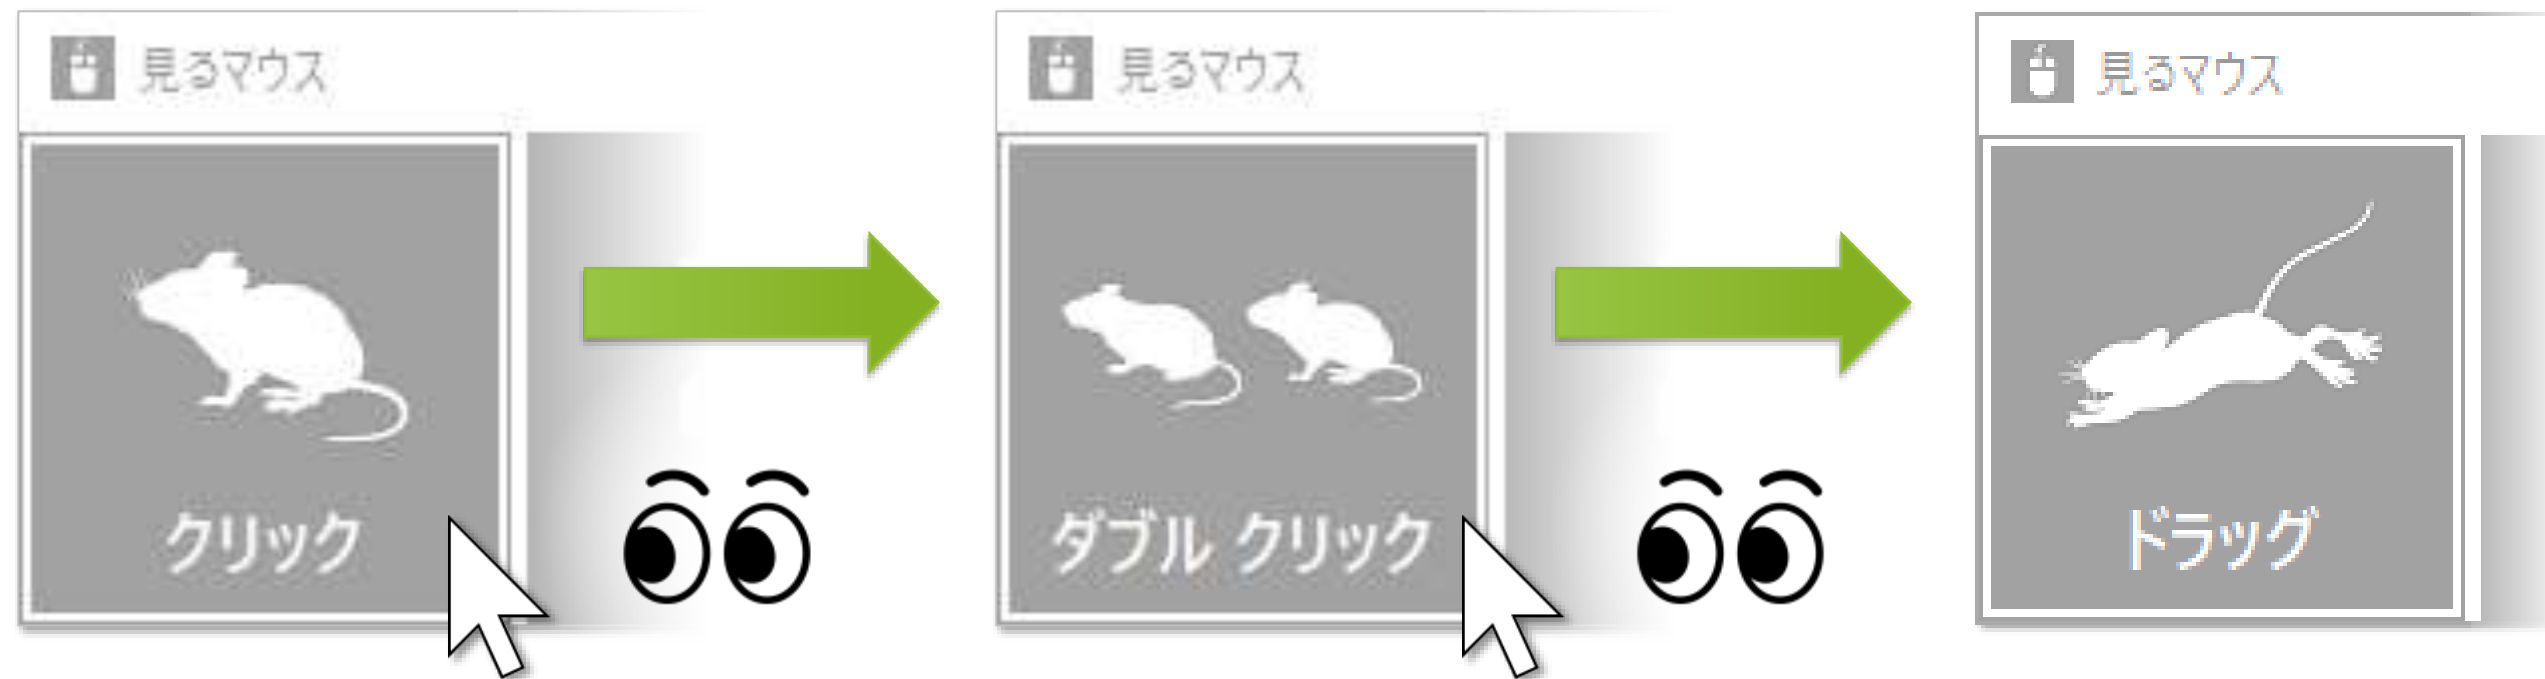 見るマウス
クリック
見るマウス
ダブル クリック
見るマウス
ドラッグ